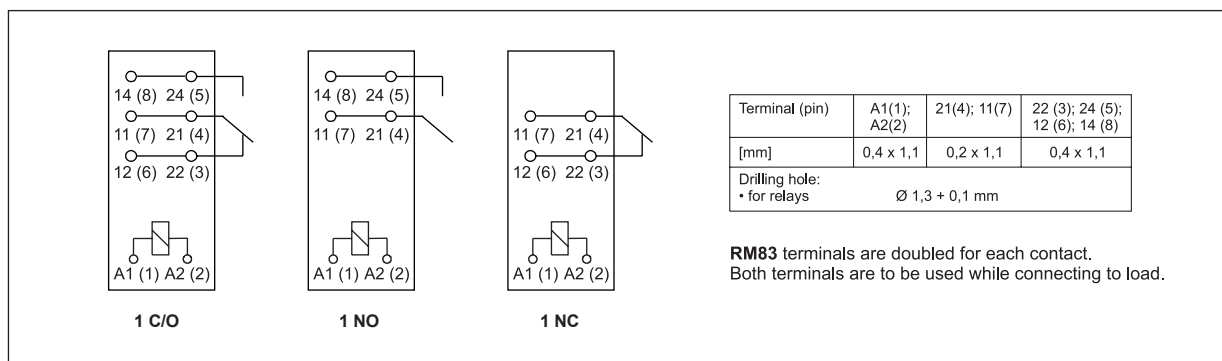 14 (8) 24 (5)
11 (7) 21 (4)
12 (6) 22 (3)
A1 (1) A2 (2)
1 C/O
14 (8) 24 (5)
11 (7) 21 (4)
A1 (1) A2 (2)
1 NO
11 (7) 21 (4)
12 (6) 22 (3)
A1 (1) A2 (2)
1 NC
Terminal (pin) A1(1); 21(4); 11(7) 22 (3); 24 (5);
A2(2) 12 (6); 14 (8)
[mm] 0,4 x 1,1 0,2 x 1,1 0,4 x 1,1
Drilling hole:
• for relays Ø 1,3 + 0,1 mm
RM83 terminals are doubled for each contact.
Both terminals are to be used while connecting to load.